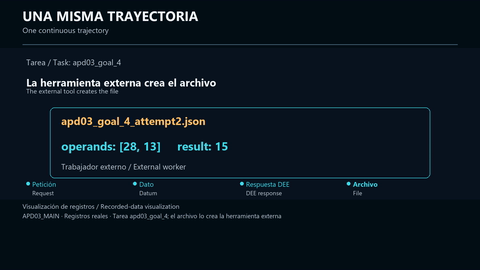 UNA MISMA TRAYECTORIA
One continuous trajectory
Tarea / Task: apd03_goal_4
La herramienta externa crea el archivo
The external tool creates the file
apd03_goal_4_attempt2.json
operands: [28, 13] result: 15
Trabajador externo / External worker
Petición Dato Respuesta DEE Archivo
Request Datum DEE response File
Visualización de registros / Recorded-data visualization
APD03_MAIN · Registros reales · Tarea apd03_goal_4; el archivo lo crea la herramienta externa